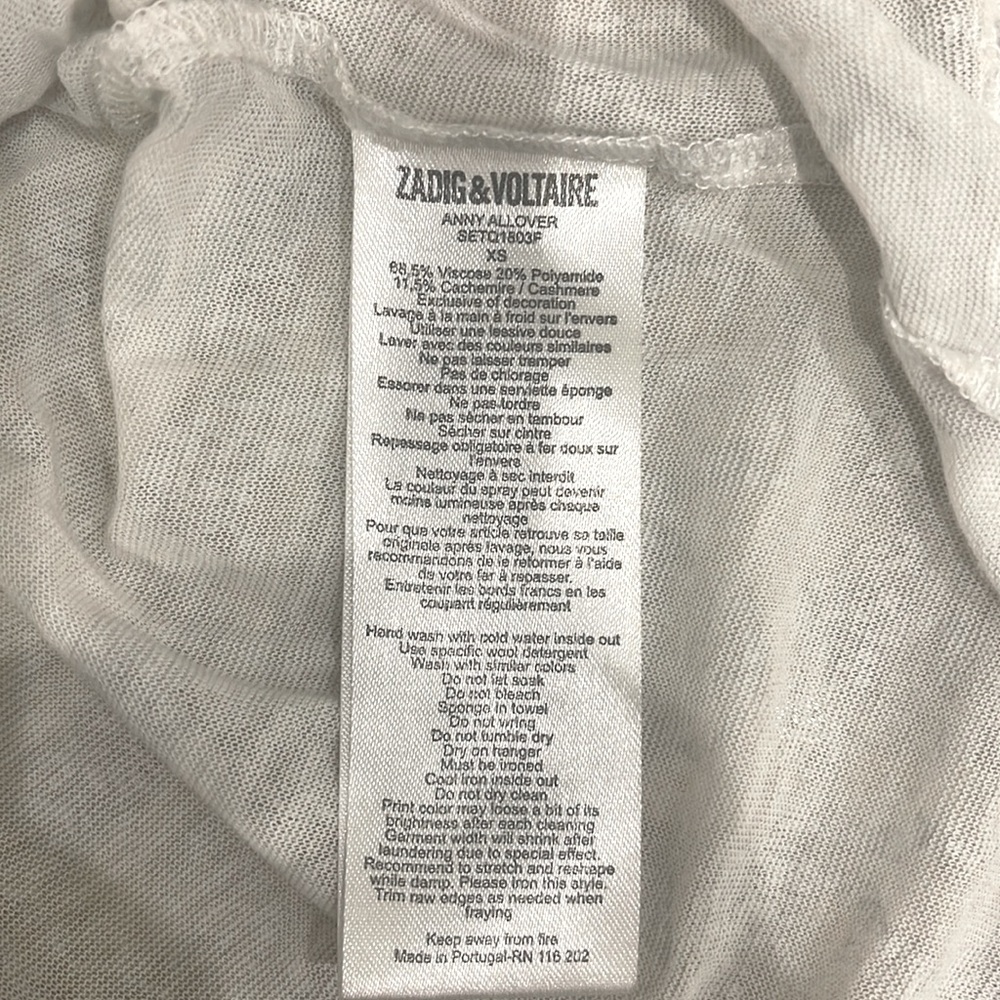 ZADIG&VOLTAIRE
ANNY ALLOVER
SETQ1803F
XS
68,5% Viscose 20% Polyamide
11,5% Cachemire / Cashmere
Exclusive of decoration
Lavage à la main à froid sur l'envers
Utiliser une lessive douce
Laver avec des couleurs similaires
Ne pas laisser tremper
Pas de chlorage
Essorer dans une serviette éponge
Ne pas tordre
Ne pas sécher en tambour
Sécher sur cintre
Repassage obligatoire à fer doux sur
l'envers
Nettoyage à sec interdit
La couleur du spray peut devenir
moins lumineuse après chaque
nettoyage
Pour que votre article retrouve sa taille
originale après lavage, nous vous
recommandons de le reformer à l'aide
de votre fer à repasser.
Entretenir les bords francs en les
coupant régulièrement
Hand wash with cold water inside out
Use specific wool detergent
Wash with similar colors
Do not let soak
Do not bleach
Sponge in towel
Do not wring
Do not tumble dry
Dry on hanger
Must be ironed
Cool iron inside out
Do not dry clean
Print color may loose a bit of its
brightness after each cleaning
Garment width will shrink after
laundering due to special effect.
Recommend to stretch and reshape
while damp. Please iron this style.
Trim raw edges as needed when
fraying
Keep away from fire
Made in Portugal-RN 116 202